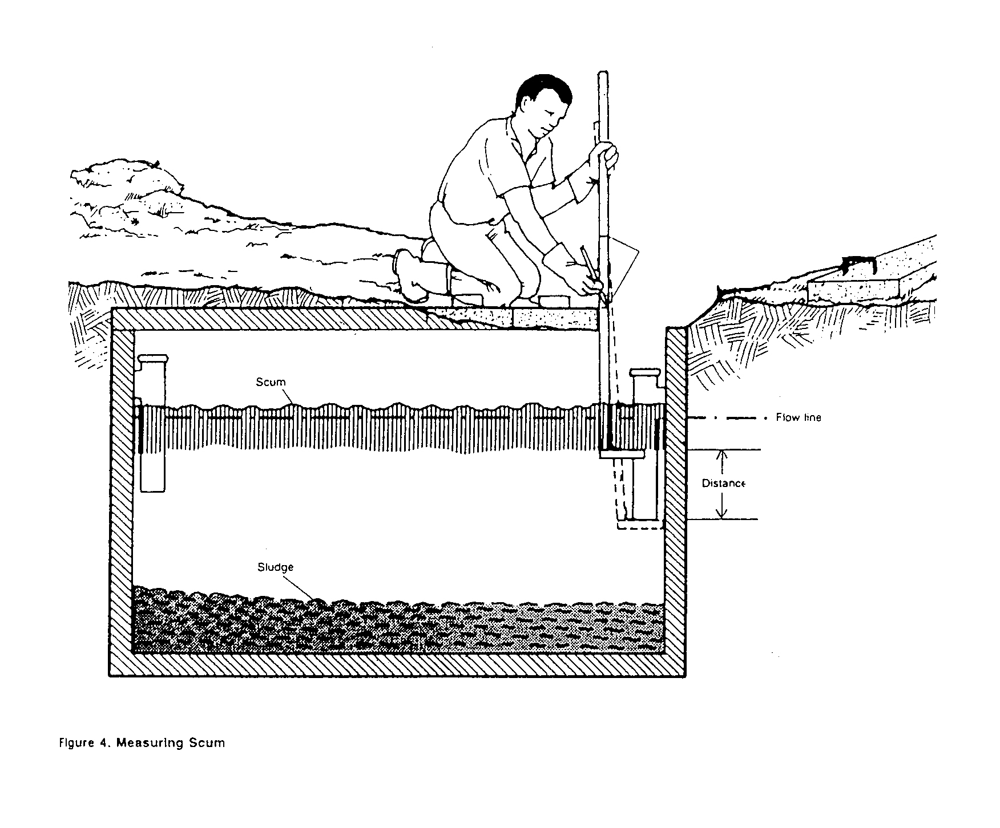 Scum
Flow line
Distance
Sludge
Figure 4. Measuring Scum